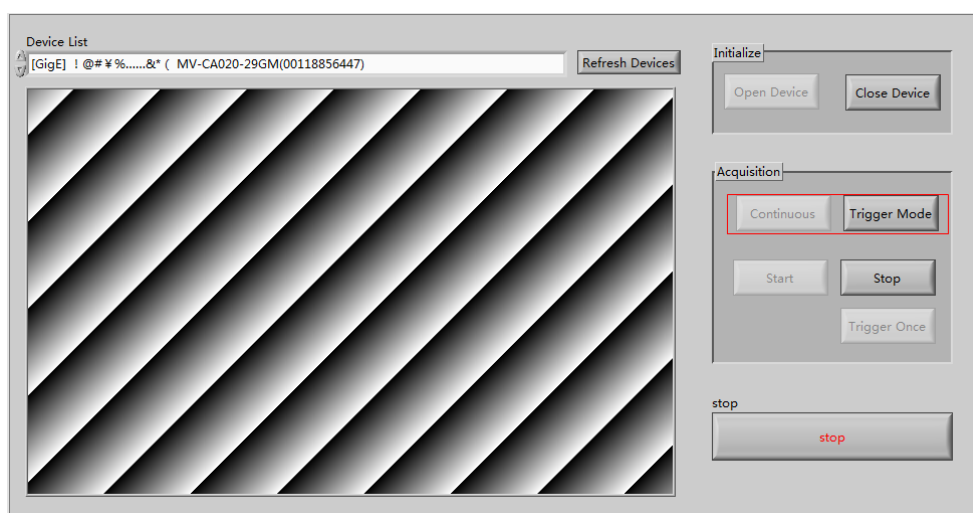 Device List
[GigE] ！@#￥%......&*（ MV-CA020-29GM(00118856447)
Refresh Devices
Initialize
Open Device
Close Device
Acquisition
Continuous
Trigger Mode
Start
Stop
Trigger Once
stop
stop